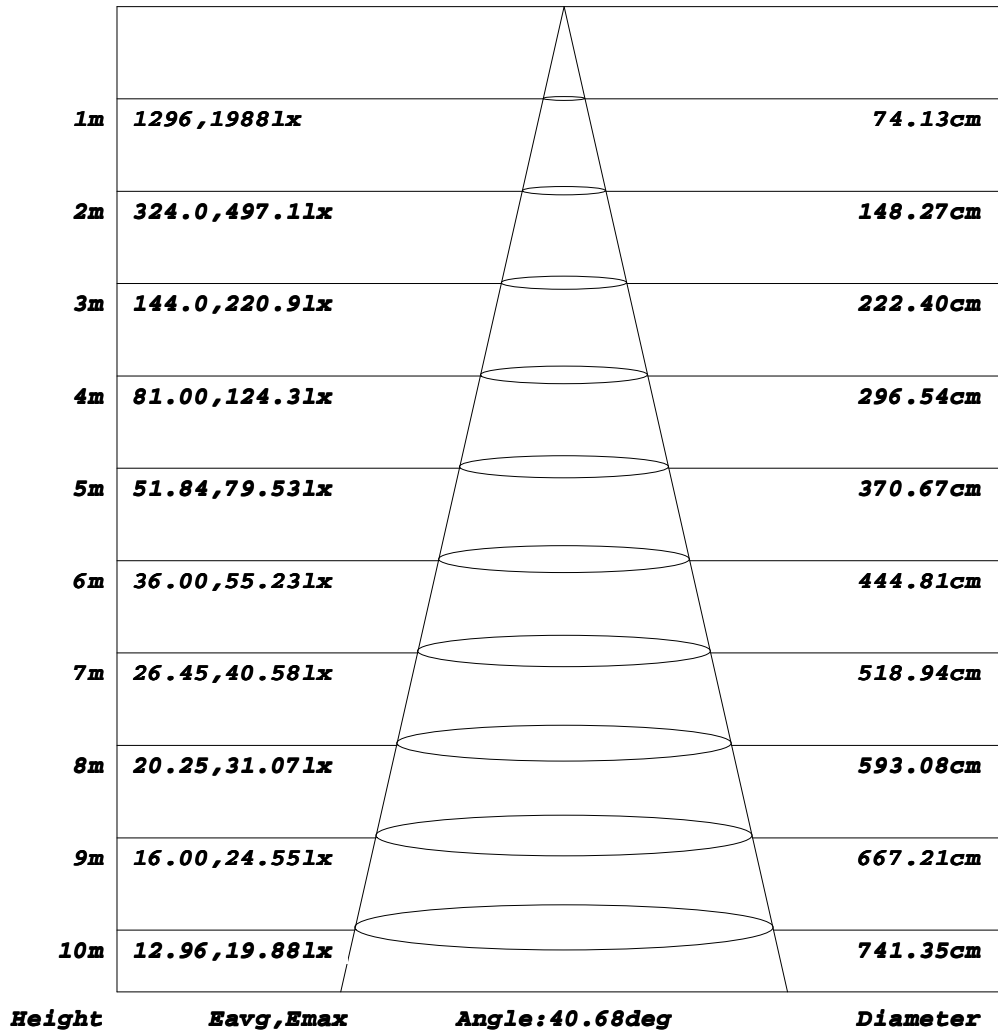 1m 1296,1988lx 74.13cm
2m 324.0,497.1lx 148.27cm
3m 144.0,220.9lx 222.40cm
4m 81.00,124.3lx 296.54cm
5m 51.84,79.53lx 370.67cm
6m 36.00,55.23lx 444.81cm
7m 26.45,40.58lx 518.94cm
8m 20.25,31.07lx 593.08cm
9m 16.00,24.55lx 667.21cm
10m 12.96,19.88lx 741.35cm
Height Eavg,Emax Angle:40.68deg Diameter